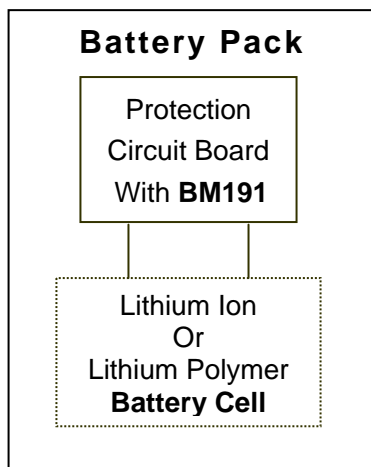 Battery Pack
Protection
Circuit Board
With BM191
Lithium Ion
Or
Lithium Polymer
Battery Cell